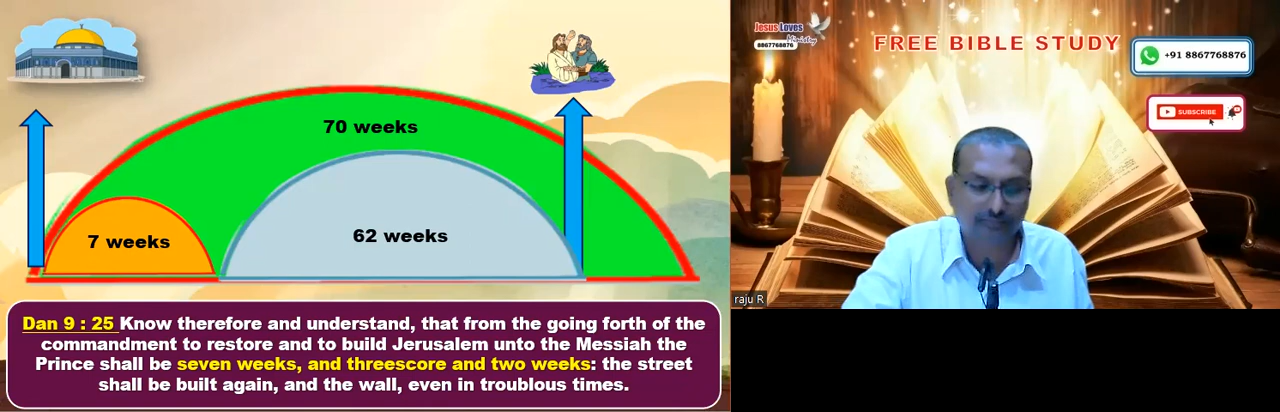 70 weeks
7 weeks
62 weeks
Dan 9 : 25 Know therefore and understand, that from the going forth of the
commandment to restore and to build Jerusalem unto the Messiah the
Prince shall be seven weeks, and threescore and two weeks: the street
shall be built again, and the wall, even in troublous times.
Jesus Loves
Ministry
8867768876
FREE BIBLE STUDY
+91 8867768876
SUBSCRIBE
raju R